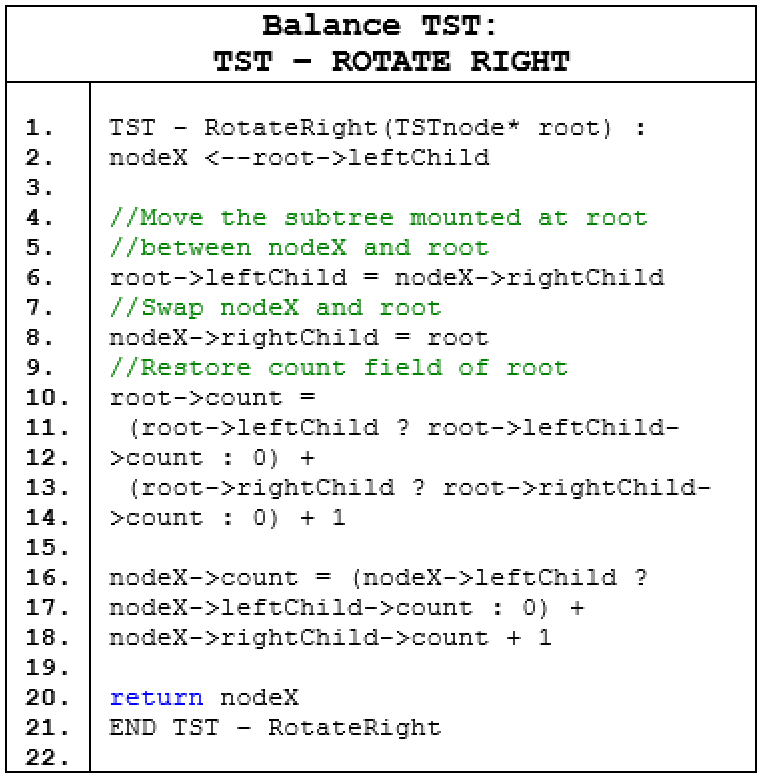 Balance TST:
TST – ROTATE RIGHT
1. TST – RotateRight(TSTnode* root) :
2. nodeX <--root->leftChild
3.
4. //Move the subtree mounted at root
5. //between nodeX and root
6. root->leftChild = nodeX->rightChild
7. //Swap nodeX and root
8. nodeX->rightChild = root
9. //Restore count field of root
10. root->count =
11. (root->leftChild ? root->leftChild-
12. >count : 0) +
13. (root->rightChild ? root->rightChild-
14. >count : 0) + 1
15.
16. nodeX->count = (nodeX->leftChild ?
17. nodeX->leftChild->count : 0) +
18. nodeX->rightChild->count + 1
19.
20. return nodeX
21. END TST – RotateRight
22.